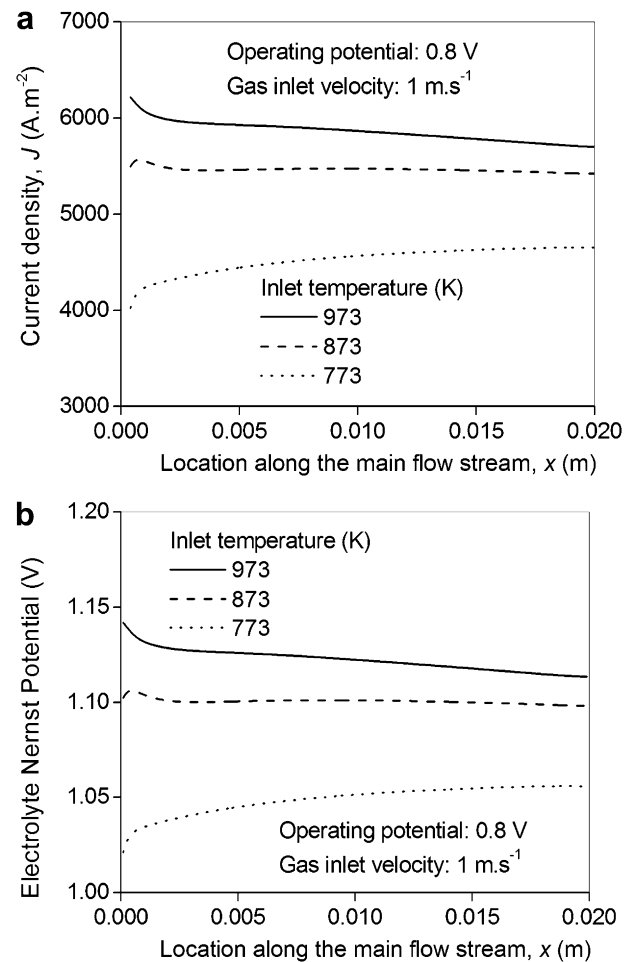 a
7000
6000
5000
4000
3000
Current density, J (A.m⁻²)
Operating potential: 0.8 V
Gas inlet velocity: 1 m.s⁻¹
Inlet temperature (K)
973
873
773
0.000 0.005 0.010 0.015 0.020
Location along the main flow stream, x (m)
b
1.20
1.15
1.10
1.05
1.00
Electrolyte Nernst Potential (V)
Inlet temperature (K)
973
873
773
Operating potential: 0.8 V
Gas inlet velocity: 1 m.s⁻¹
0.000 0.005 0.010 0.015 0.020
Location along the main flow stream, x (m)